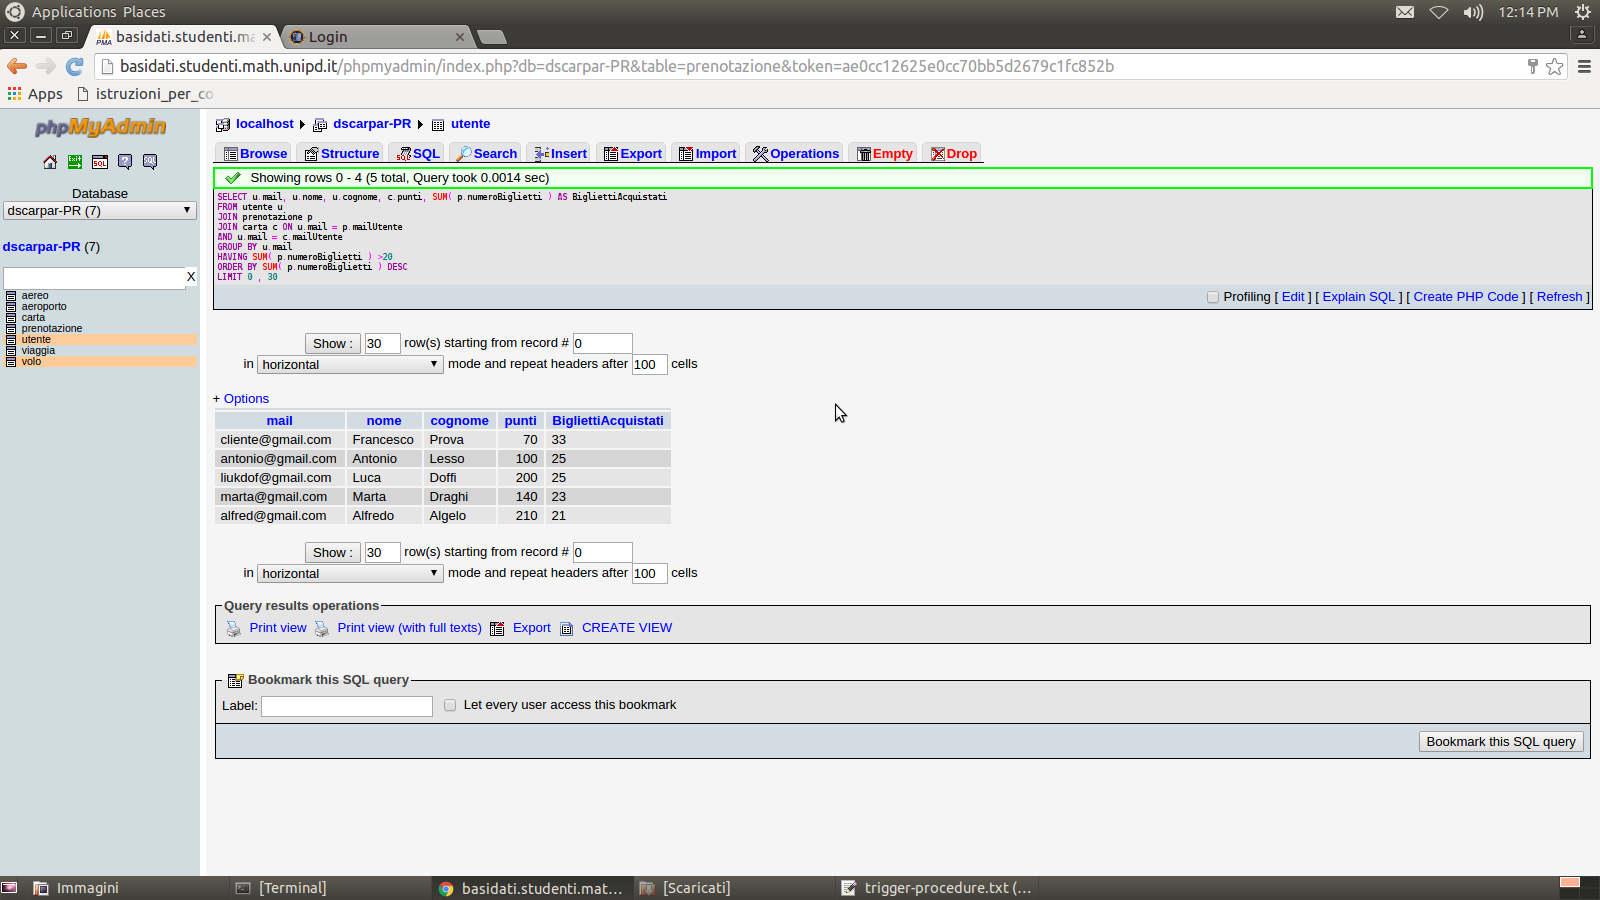 Applications Places
12:14 PM
basidati.studenti.ma
Login
basidati.studenti.math.unipd.it/phpmyadmin/index.php?db=dscarpar-PR&table=prenotazione&token=ae0cc12625e0cc70bb5d2679c1fc852b
Apps istruzioni_per_co
phpMyAdmin
Database
dscarpar-PR (7)
dscarpar-PR (7)
X
aereo
aeroporto
carta
prenotazione
utente
viaggia
volo
localhost dscarpar-PR utente
Browse Structure SQL Search Insert Export Import Operations Empty Drop
Showing rows 0 - 4 (5 total, Query took 0.0014 sec)
SELECT u.mail, u.nome, u.cognome, c.punti, SUM( p.numeroBiglietti ) AS BigliettiAcquistati
FROM utente u
JOIN prenotazione p
JOIN carta c ON u.mail = p.mailUtente
AND u.mail = c.mailUtente
GROUP BY u.mail
HAVING SUM( p.numeroBiglietti ) >20
ORDER BY SUM( p.numeroBiglietti ) DESC
LIMIT 0 , 30
Profiling [ Edit ] [ Explain SQL ] [ Create PHP Code ] [ Refresh ]
Show : 30 row(s) starting from record # 0
in horizontal mode and repeat headers after 100 cells
+ Options
mail nome cognome punti BigliettiAcquistati
cliente@gmail.com Francesco Prova 70 33
antonio@gmail.com Antonio Lesso 100 25
liukdof@gmail.com Luca Doffi 200 25
marta@gmail.com Marta Draghi 140 23
alfred@gmail.com Alfredo Algelo 210 21
Show : 30 row(s) starting from record # 0
in horizontal mode and repeat headers after 100 cells
Query results operations
Print view Print view (with full texts) Export CREATE VIEW
Bookmark this SQL query
Label: Let every user access this bookmark
Bookmark this SQL query
Immagini [Terminal] basidati.studenti.mat... [Scaricati] trigger-procedure.txt (...